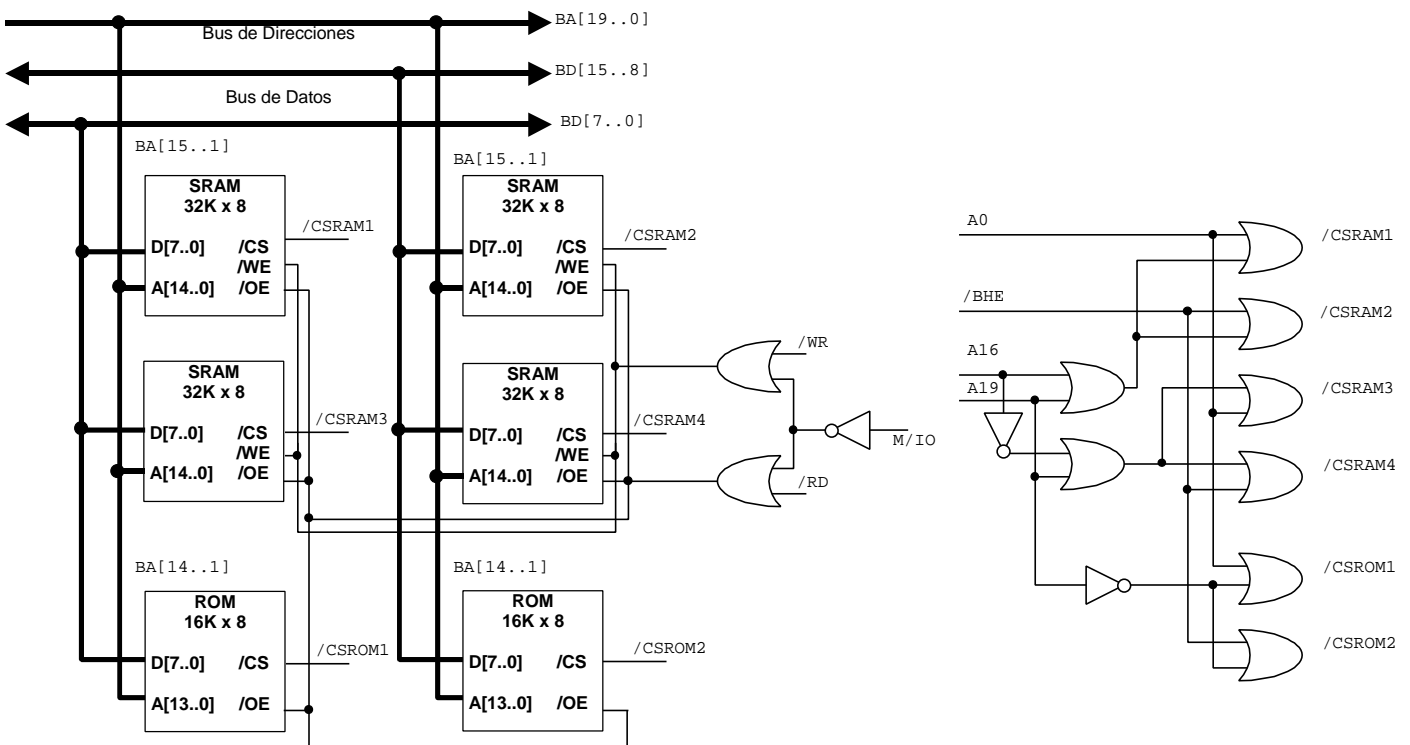 BA[19..0]
Bus de Direcciones
BD[15..8]
Bus de Datos
BD[7..0]
BA[15..1]
BA[15..1]
SRAM
32K x 8
/CSRAM1
D[7..0] /CS
/WE
A[14..0] /OE
SRAM
32K x 8
/CSRAM2
D[7..0] /CS
/WE
A[14..0] /OE
SRAM
32K x 8
/CSRAM3
D[7..0] /CS
/WE
A[14..0] /OE
SRAM
32K x 8
/CSRAM4
D[7..0] /CS
/WE
A[14..0] /OE
/WR
M/IO
/RD
BA[14..1]
BA[14..1]
ROM
16K x 8
/CSROM1
D[7..0] /CS
A[13..0] /OE
ROM
16K x 8
/CSROM2
D[7..0] /CS
A[13..0] /OE
A0
/CSRAM1
/BHE
/CSRAM2
A16
A19
/CSRAM3
/CSRAM4
/CSROM1
/CSROM2